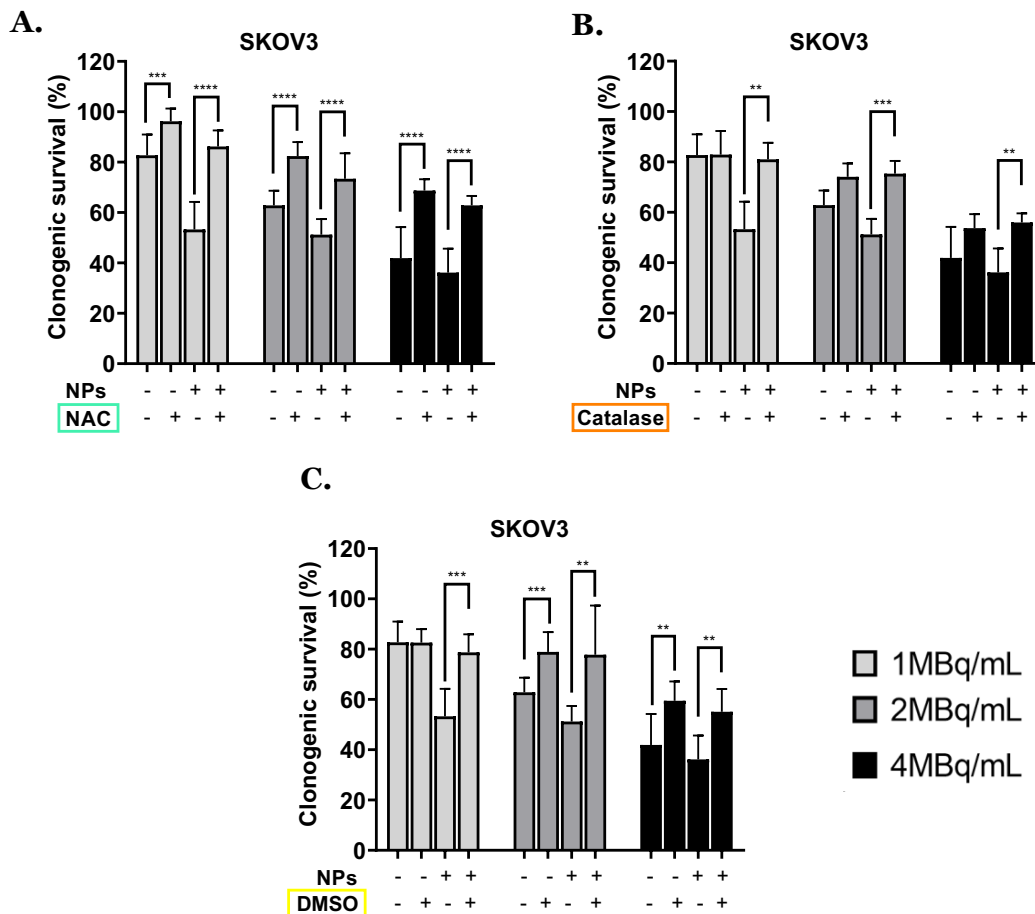 A.
SKOV3
Clonogenic survival (%)
120
100
80
60
40
20
0
*** **** **** **** **** ****
NPs - - + + - - + + - - + +
NAC - + - + - + - + - + - +
B.
SKOV3
Clonogenic survival (%)
120
100
80
60
40
20
0
** *** **
NPs - - + + - - + + - - + +
Catalase - + - + - + - + - + - +
C.
SKOV3
Clonogenic survival (%)
120
100
80
60
40
20
0
*** *** ** ** **
NPs - - + + - - + + - - + +
DMSO - + - + - + - + - + - +
1MBq/mL
2MBq/mL
4MBq/mL